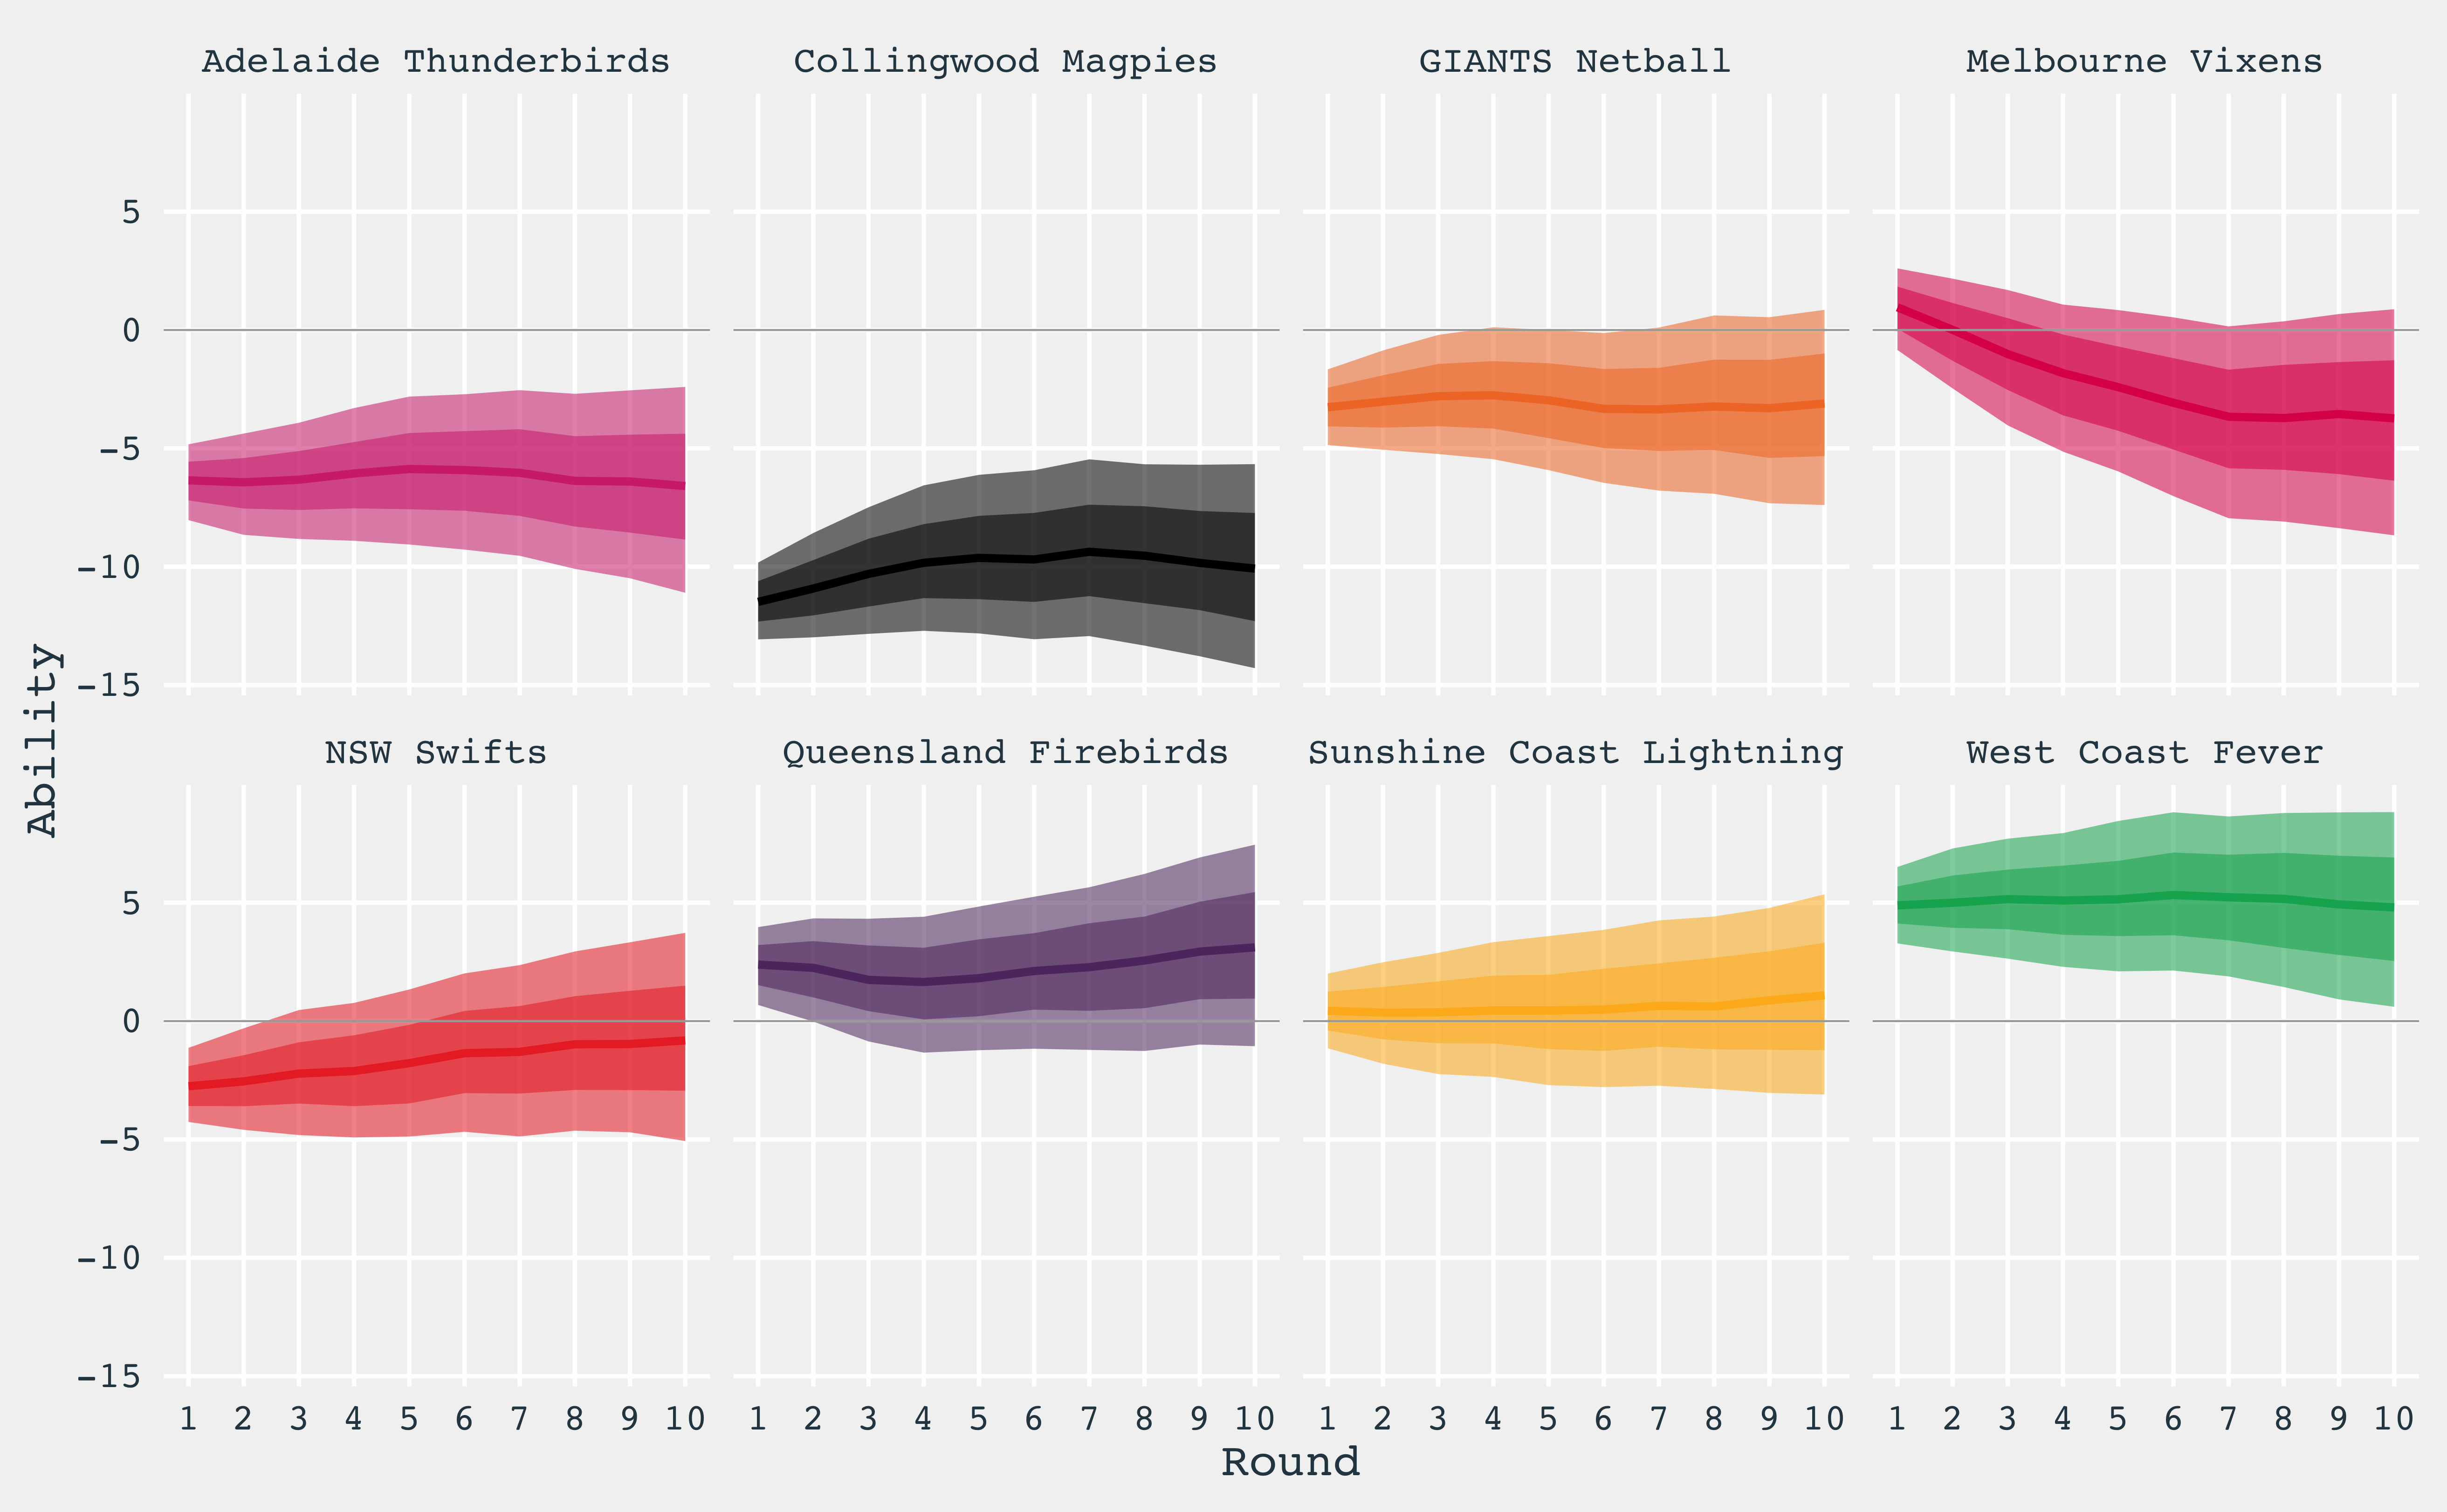 Adelaide Thunderbirds Collingwood Magpies GIANTS Netball Melbourne Vixens
5
0
-5
-10
-15
Ability
NSW Swifts Queensland Firebirds Sunshine Coast Lightning West Coast Fever
5
0
-5
-10
-15
1 2 3 4 5 6 7 8 9 10 1 2 3 4 5 6 7 8 9 10 1 2 3 4 5 6 7 8 9 10 1 2 3 4 5 6 7 8 9 10
Round